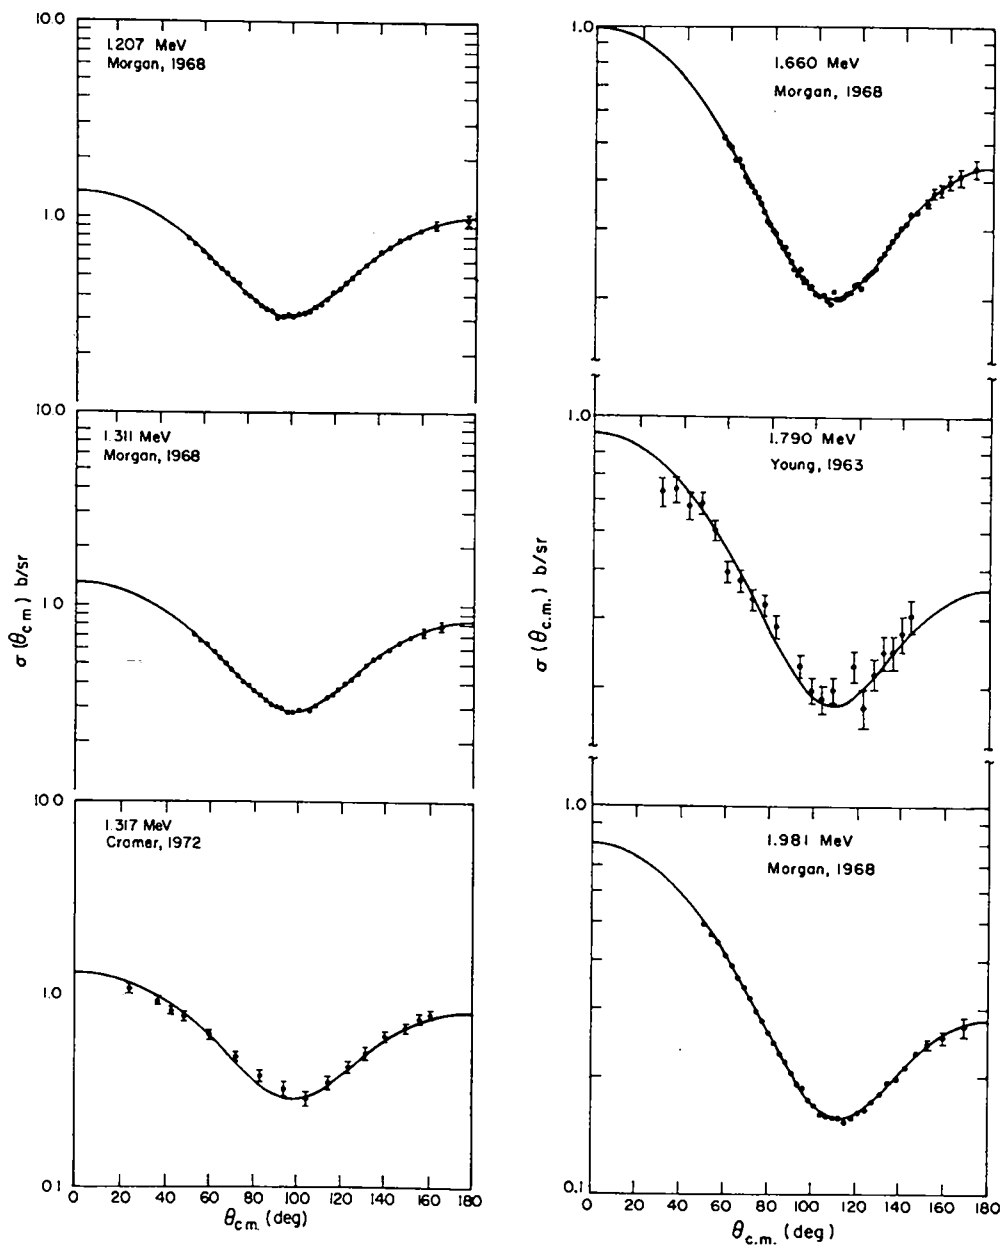 10.0
1.207 MeV
Morgan, 1968
1.0
10.0
1.311 MeV
Morgan, 1968
1.0
σ (θc m) b/sr
10.0
1.317 MeV
Cramer, 1972
1.0
0.1
0 20 40 60 80 100 120 140 160 180
θc m. (deg)
1.0
1.660 MeV
Morgan, 1968
1.0
1.790 MeV
Young, 1963
σ (θc.m.) b/sr
1.0
1.981 MeV
Morgan, 1968
0.1
0 20 40 60 80 100 120 140 160 180
θc.m. (deg)